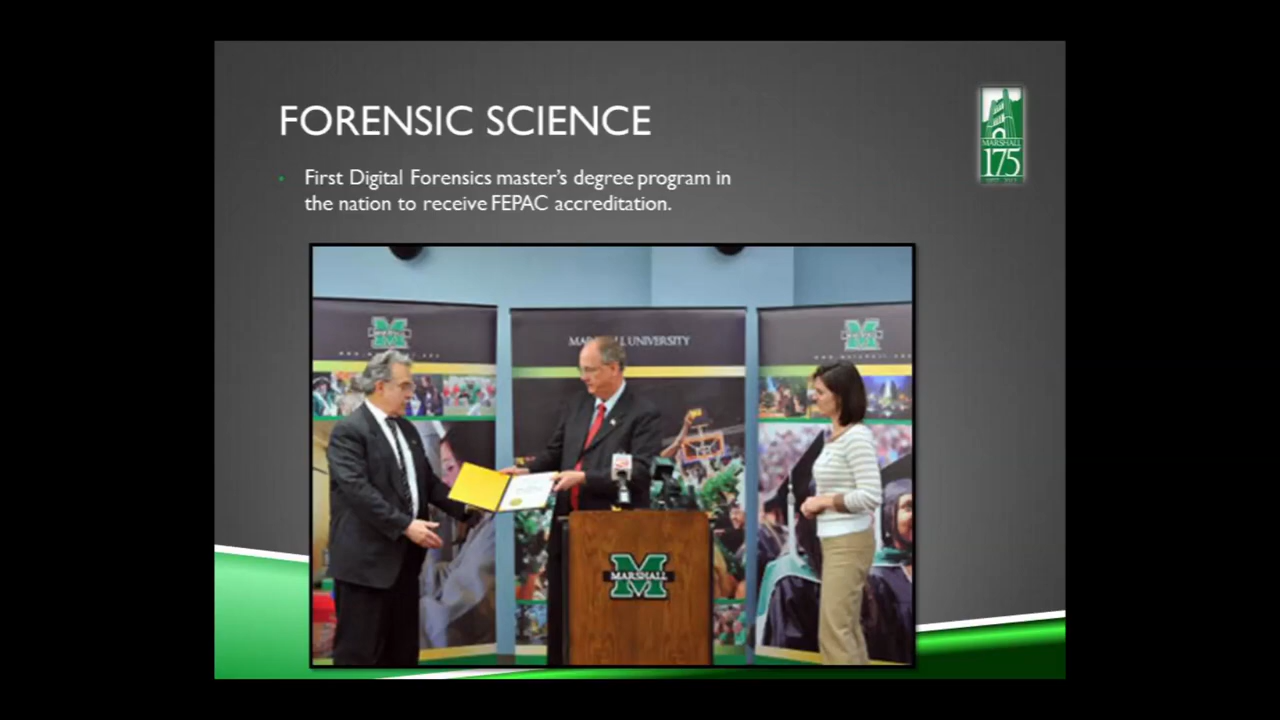 FORENSIC SCIENCE
MARSHALL
175
• First Digital Forensics master's degree program in
the nation to receive FEPAC accreditation.
UNIVERSITY
MARSHALL